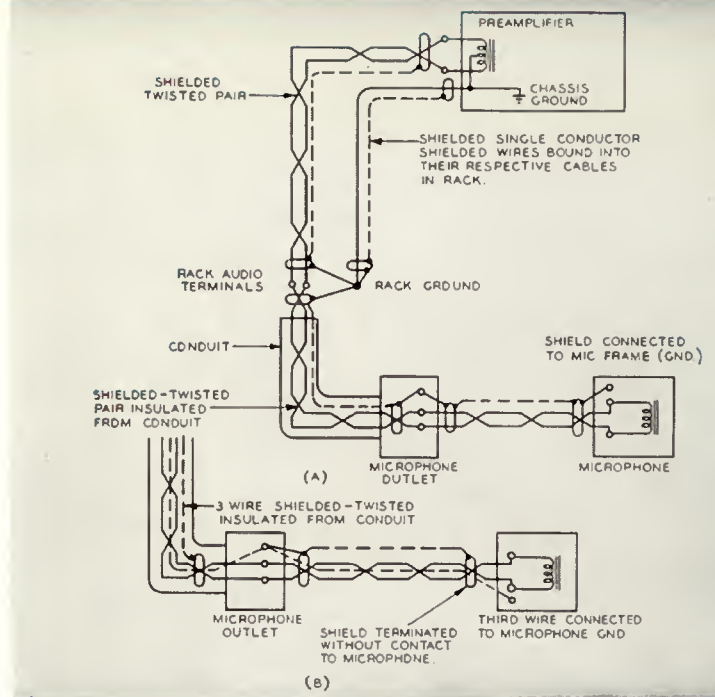 PREAMPLIFIER
SHIELDED
TWISTED PAIR
CHASSIS
GROUND
SHIELDED SINGLE CONDUCTOR
SHIELDED WIRES BOUND INTO
THEIR RESPECTIVE CABLES
IN RACK.
RACK AUDIO
TERMINALS
RACK GROUND
CONDUIT
SHIELD CONNECTED
TO MIC FRAME (GND.)
SHIELDED-TWISTED
PAIR INSULATED
FROM CONDUIT
(A)
MICROPHONE
OUTLET
MICROPHONE
3 WIRE SHIELDED-TWISTED
INSULATED FROM CONDUIT
MICROPHONE
OUTLET
SHIELD TERMINATED
WITHOUT CONTACT
TO MICROPHONE.
THIRD WIRE CONNECTED
TO MICROPHONE GND
(B)